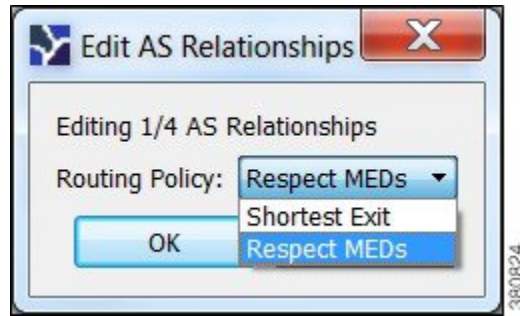 Edit AS Relationships
Editing 1/4 AS Relationships
Routing Policy: Respect MEDs
Shortest Exit
OK
Respect MEDs
380824